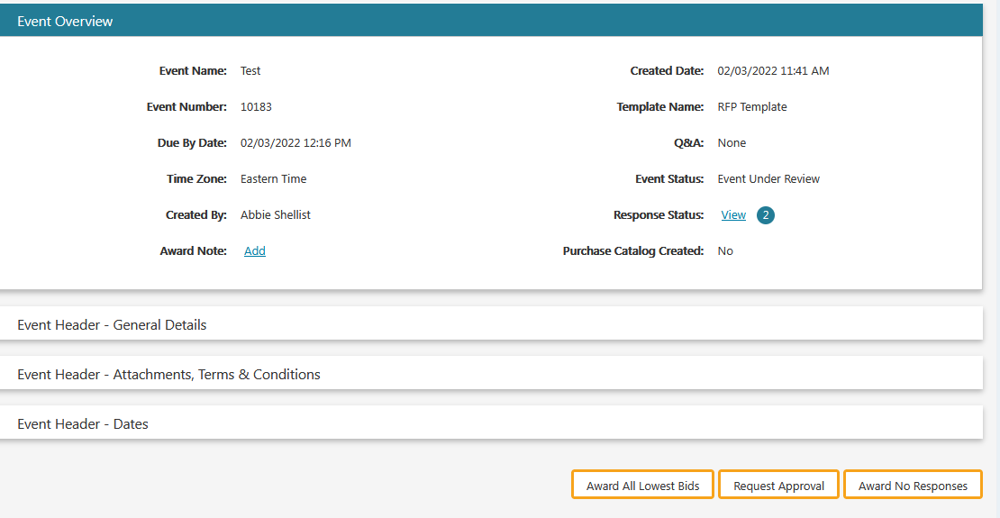 Event Overview
Event Name: Test
Created Date: 02/03/2022 11:41 AM
Event Number: 10183
Template Name: RFP Template
Due By Date: 02/03/2022 12:16 PM
Q&A: None
Time Zone: Eastern Time
Event Status: Event Under Review
Created By: Abbie Shellist
Response Status: View 2
Award Note: Add
Purchase Catalog Created: No
Event Header - General Details
Event Header - Attachments, Terms & Conditions
Event Header - Dates
Award All Lowest Bids Request Approval Award No Responses